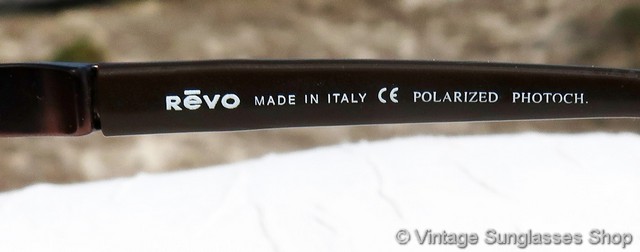 RēVO MADE IN ITALY CE POLARIZED PHOTOCH.
© Vintage Sunglasses Shop